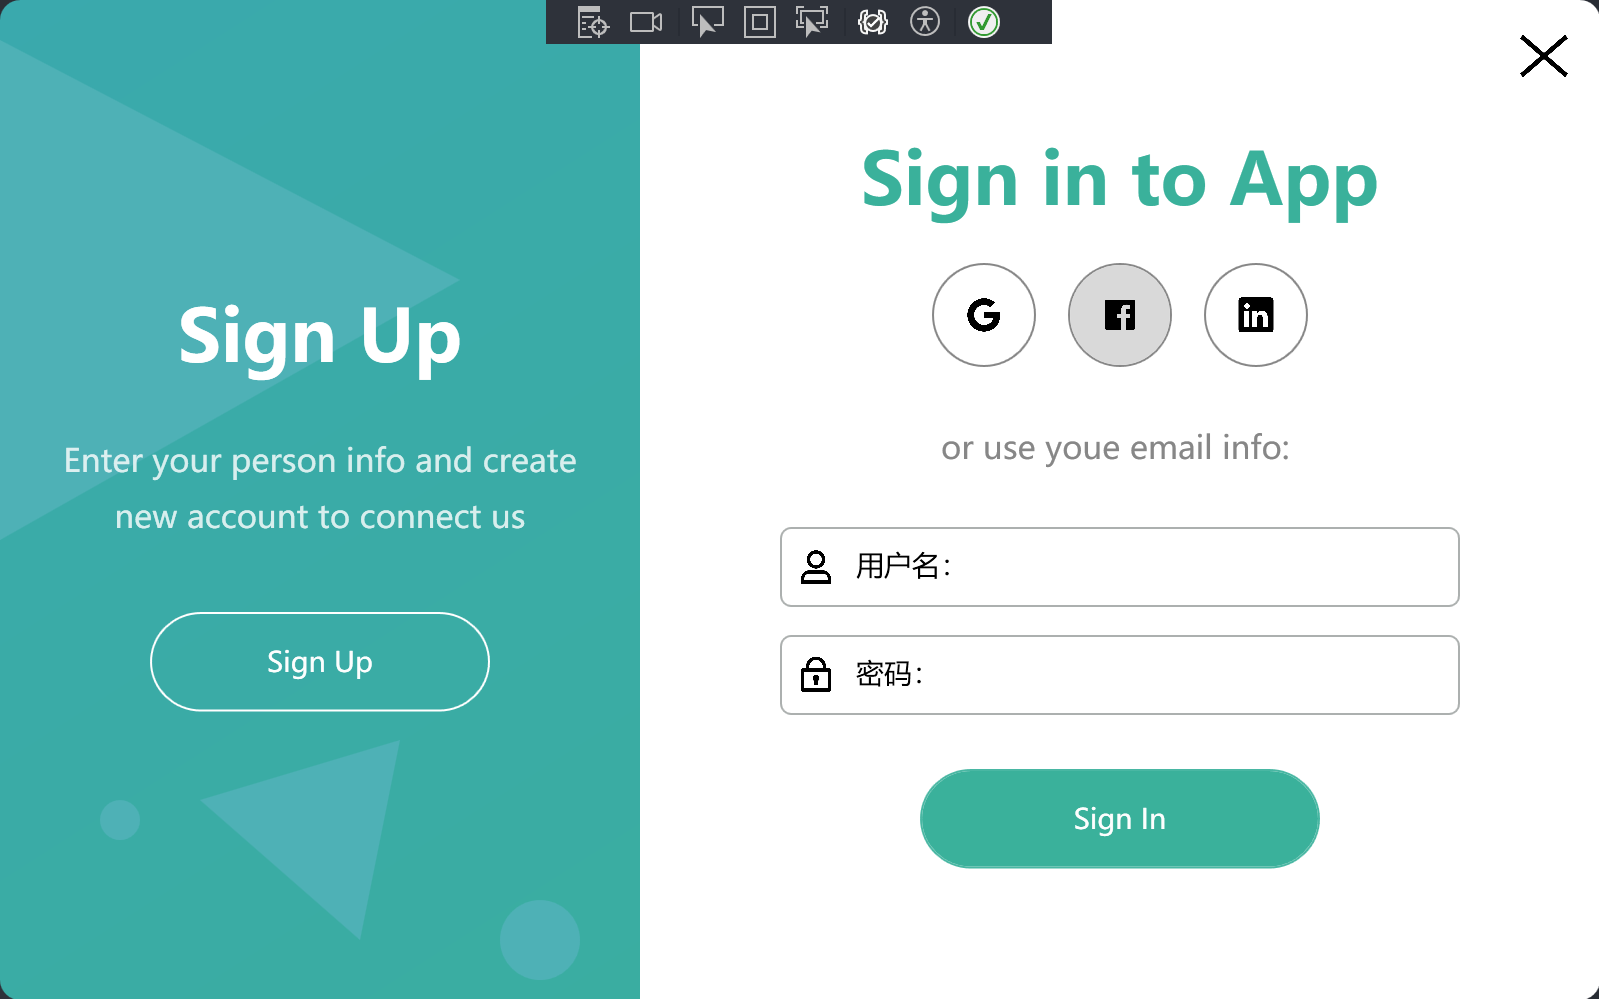 Sign Up
Enter your person info and create
new account to connect us
Sign Up
Sign in to App
or use youe email info:
用户名：
密码：
Sign In